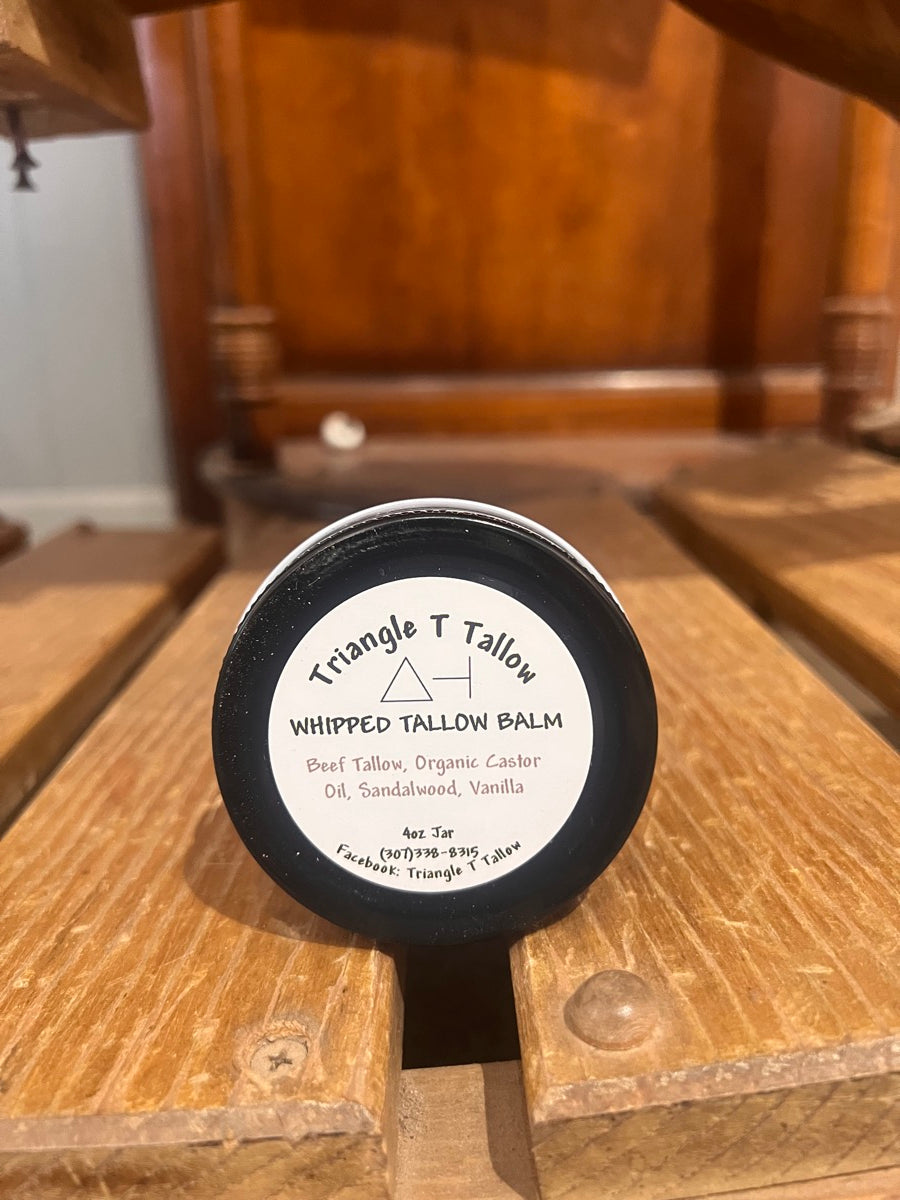 Triangle T Tallow
WHIPPED TALLOW BALM
Beef Tallow, Organic Castor
Oil, Sandalwood, Vanilla
4oz Jar
(307)338-8315
Facebook: Triangle T Tallow